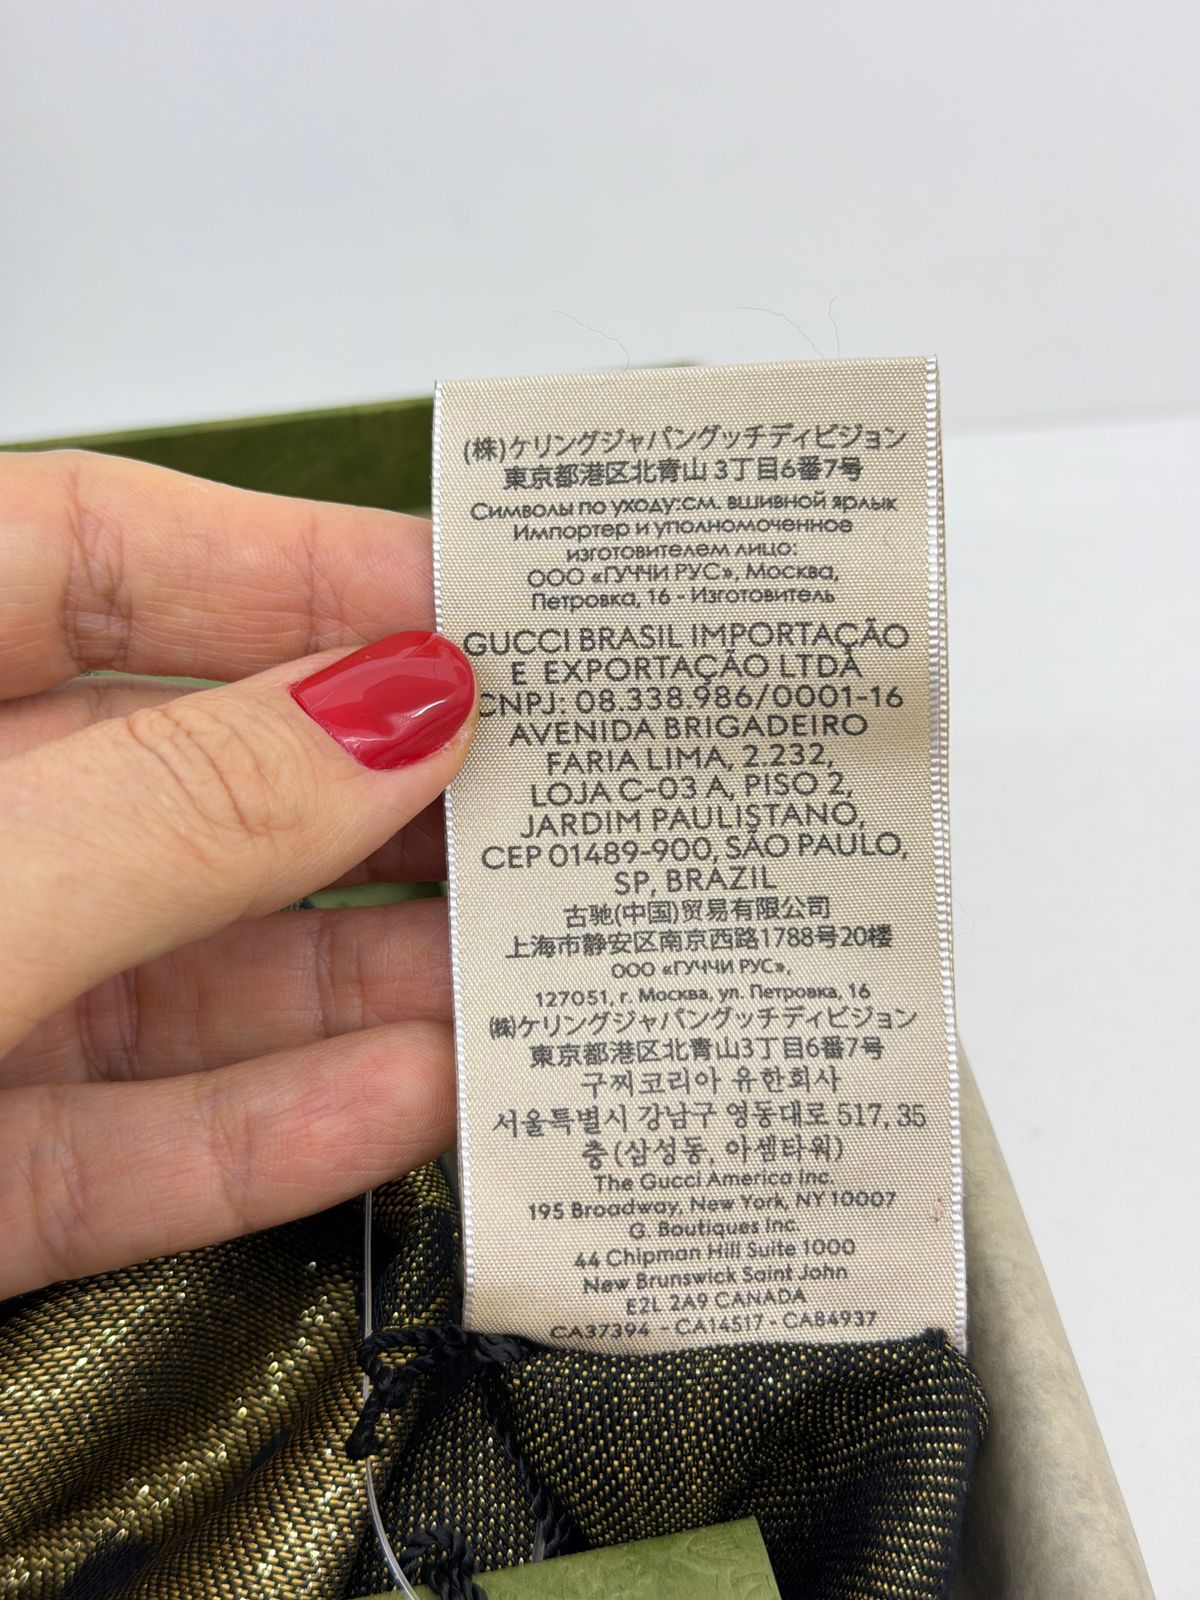 (株)ケリングジャパングッチディビジョン
東京都港区北青山 3丁目6番7号
Символы по уходу:см. вшивной ярлык
Импортер и уполномоченное
изготовителем лицо:
ООО «ГУЧЧИ РУС», Москва,
Петровка, 16 - Изготовитель
GUCCI BRASIL IMPORTAÇÃO
E EXPORTAÇÃO LTDA
CNPJ: 08.338.986/0001-16
AVENIDA BRIGADEIRO
FARIA LIMA, 2.232,
LOJA C-03 A, PISO 2,
JARDIM PAULISTANO,
CEP 01489-900, SÃO PAULO,
SP, BRAZIL
古驰(中国)贸易有限公司
上海市静安区南京西路1788号20楼
ООО «ГУЧЧИ РУС»,
127051, г. Москва, ул. Петровка, 16
㈱ケリングジャパングッチディビジョン
東京都港区北青山3丁目6番7号
구찌코리아 유한회사
서울특별시 강남구 영동대로 517, 35
층 (삼성동, 아셈타워)
The Gucci America Inc.
195 Broadway, New York, NY 10007
G. Boutiques Inc.
44 Chipman Hill Suite 1000
New Brunswick Saint John
E2L 2A9 CANADA
CA37394 - CA14517 - CA84937